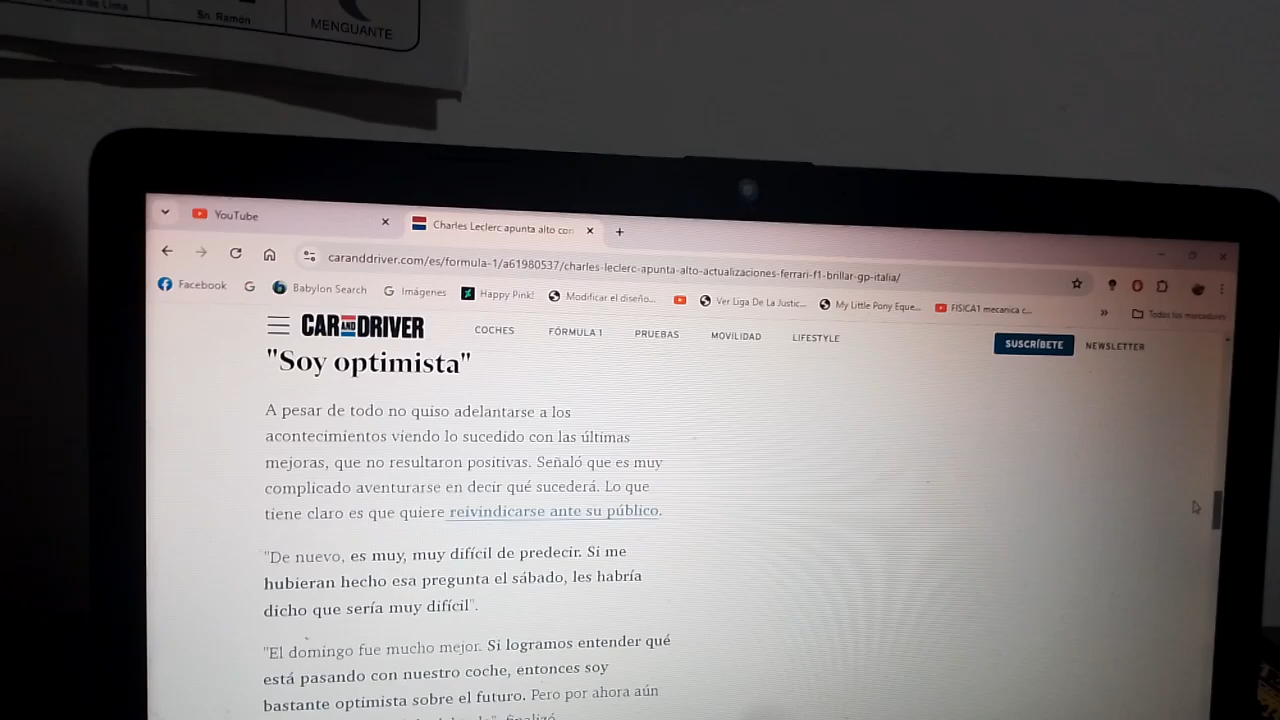 de Lima
Sn. Ramón
MENGUANTE
YouTube
Charles Leclerc apunta alto con
caranddriver.com/es/formula-1/a61980537/charles-leclerc-apunta-alto-actualizaciones-ferrari-f1-brillar-gp-italia/
Facebook
G
Babylon Search
G Imágenes
Happy Pink!
Modificar el diseño...
Ver Liga De La Justic...
My Little Pony Eque...
FISICA1 mecanica c...
»
Todos los marcadores
CAR AND DRIVER
COCHES
FÓRMULA 1
PRUEBAS
MOVILIDAD
LIFESTYLE
SUSCRÍBETE
NEWSLETTER
"Soy optimista"
A pesar de todo no quiso adelantarse a los
acontecimientos viendo lo sucedido con las últimas
mejoras, que no resultaron positivas. Señaló que es muy
complicado aventurarse en decir qué sucederá. Lo que
tiene claro es que quiere reivindicarse ante su público.
"De nuevo, es muy, muy difícil de predecir. Si me
hubieran hecho esa pregunta el sábado, les habría
dicho que sería muy difícil".
"El domingo fue mucho mejor. Si logramos entender qué
está pasando con nuestro coche, entonces soy
bastante optimista sobre el futuro. Pero por ahora aún
finalizó